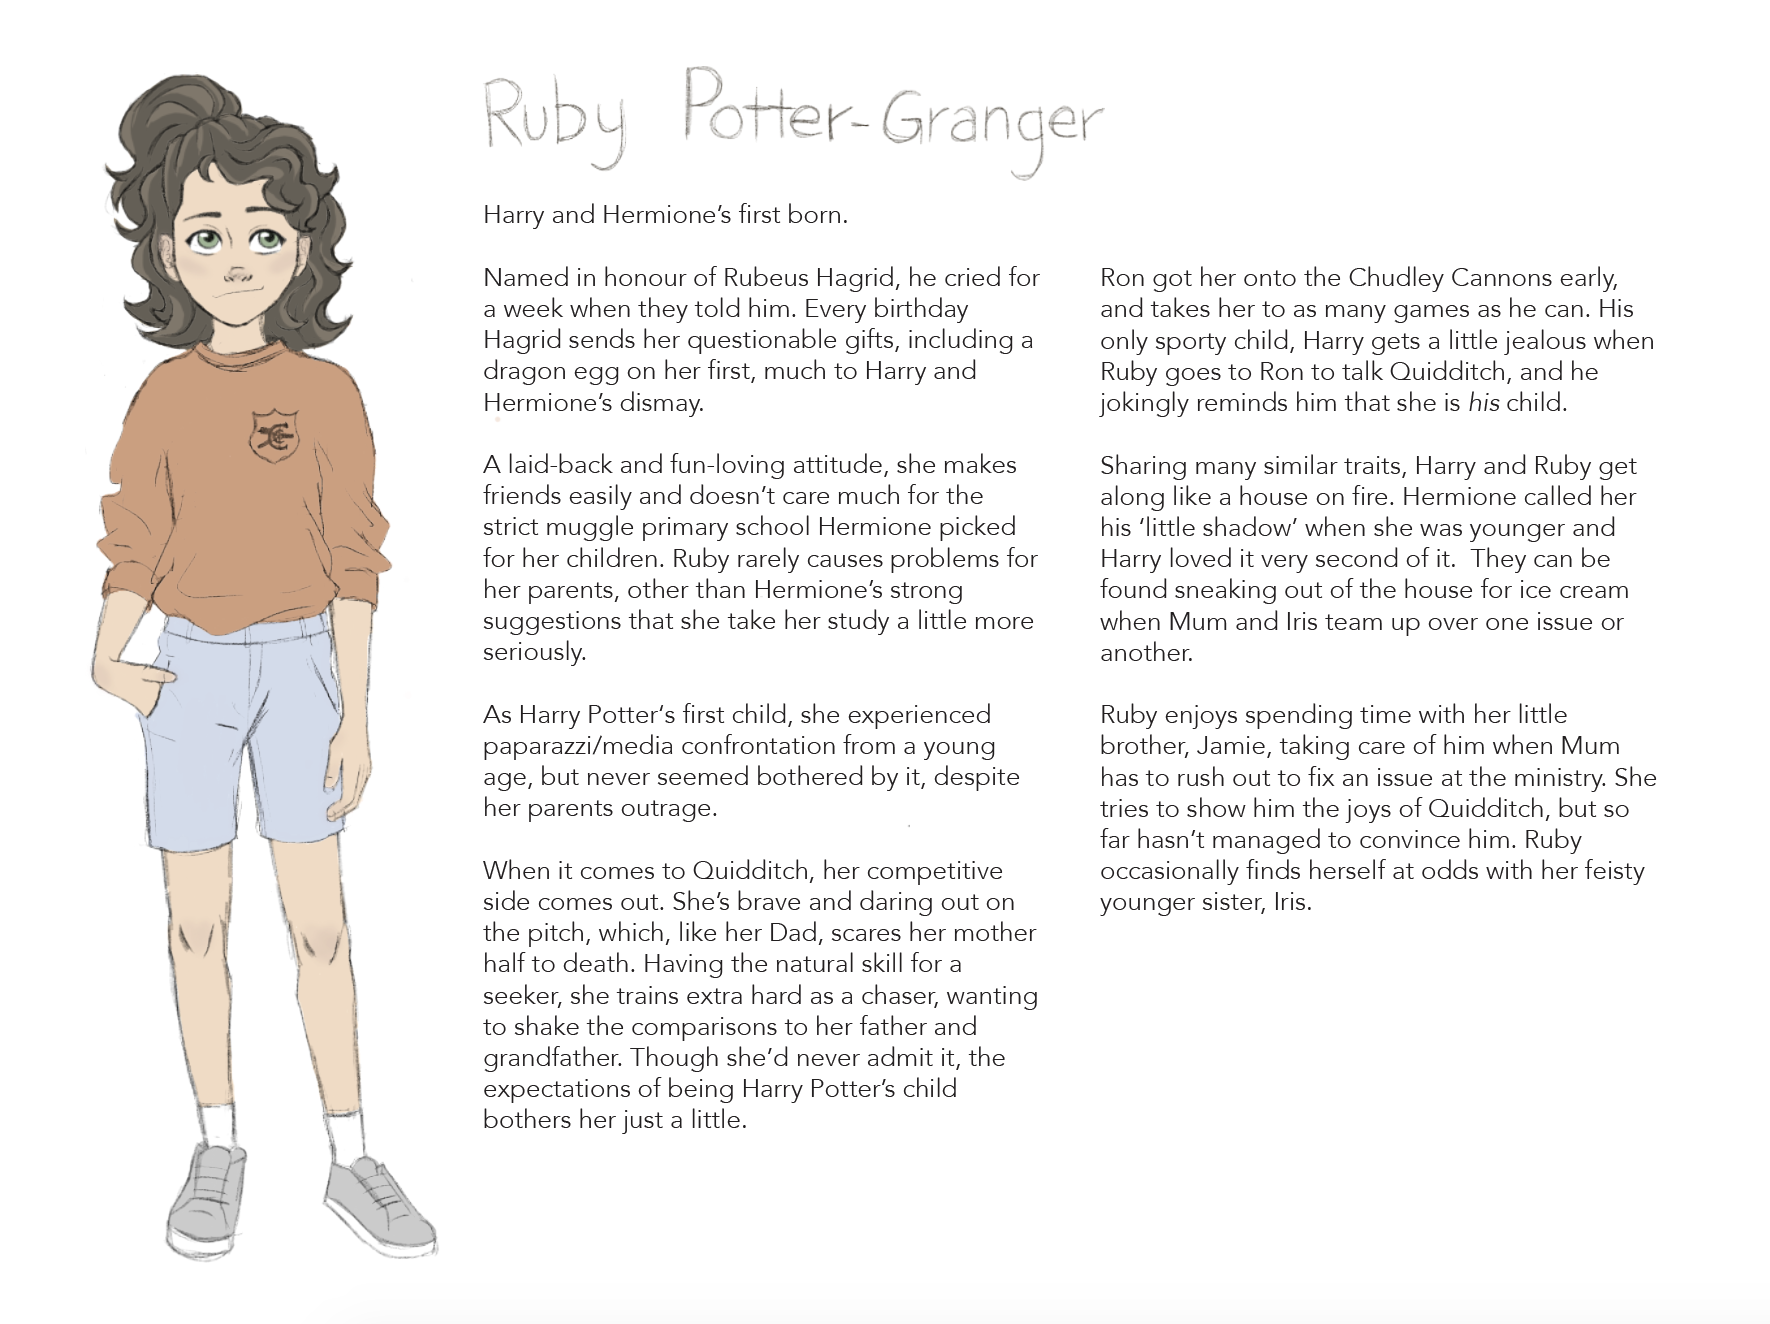 Ruby Potter-Granger
Harry and Hermione’s first born.
Named in honour of Rubeus Hagrid, he cried for
a week when they told him. Every birthday
Hagrid sends her questionable gifts, including a
dragon egg on her first, much to Harry and
Hermione’s dismay.
A laid-back and fun-loving attitude, she makes
friends easily and doesn’t care much for the
strict muggle primary school Hermione picked
for her children. Ruby rarely causes problems for
her parents, other than Hermione’s strong
suggestions that she take her study a little more
seriously.
As Harry Potter’s first child, she experienced
paparazzi/media confrontation from a young
age, but never seemed bothered by it, despite
her parents outrage.
When it comes to Quidditch, her competitive
side comes out. She’s brave and daring out on
the pitch, which, like her Dad, scares her mother
half to death. Having the natural skill for a
seeker, she trains extra hard as a chaser, wanting
to shake the comparisons to her father and
grandfather. Though she’d never admit it, the
expectations of being Harry Potter’s child
bothers her just a little.
Ron got her onto the Chudley Cannons early,
and takes her to as many games as he can. His
only sporty child, Harry gets a little jealous when
Ruby goes to Ron to talk Quidditch, and he
jokingly reminds him that she is his child.
Sharing many similar traits, Harry and Ruby get
along like a house on fire. Hermione called her
his ‘little shadow’ when she was younger and
Harry loved it very second of it.  They can be
found sneaking out of the house for ice cream
when Mum and Iris team up over one issue or
another.
Ruby enjoys spending time with her little
brother, Jamie, taking care of him when Mum
has to rush out to fix an issue at the ministry. She
tries to show him the joys of Quidditch, but so
far hasn’t managed to convince him. Ruby
occasionally finds herself at odds with her feisty
younger sister, Iris.